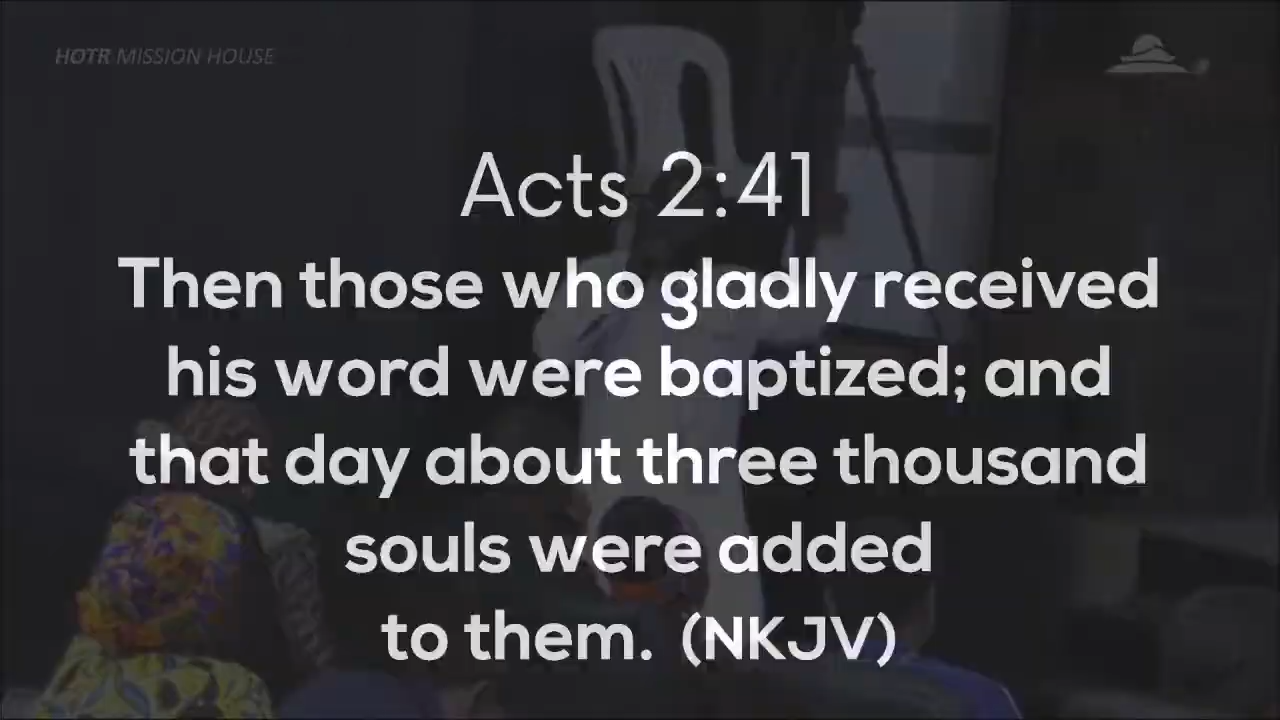 HOTR MISSION HOUSE
Acts 2:41
Then those who gladly received
his word were baptized; and
that day about three thousand
souls were added
to them. (NKJV)